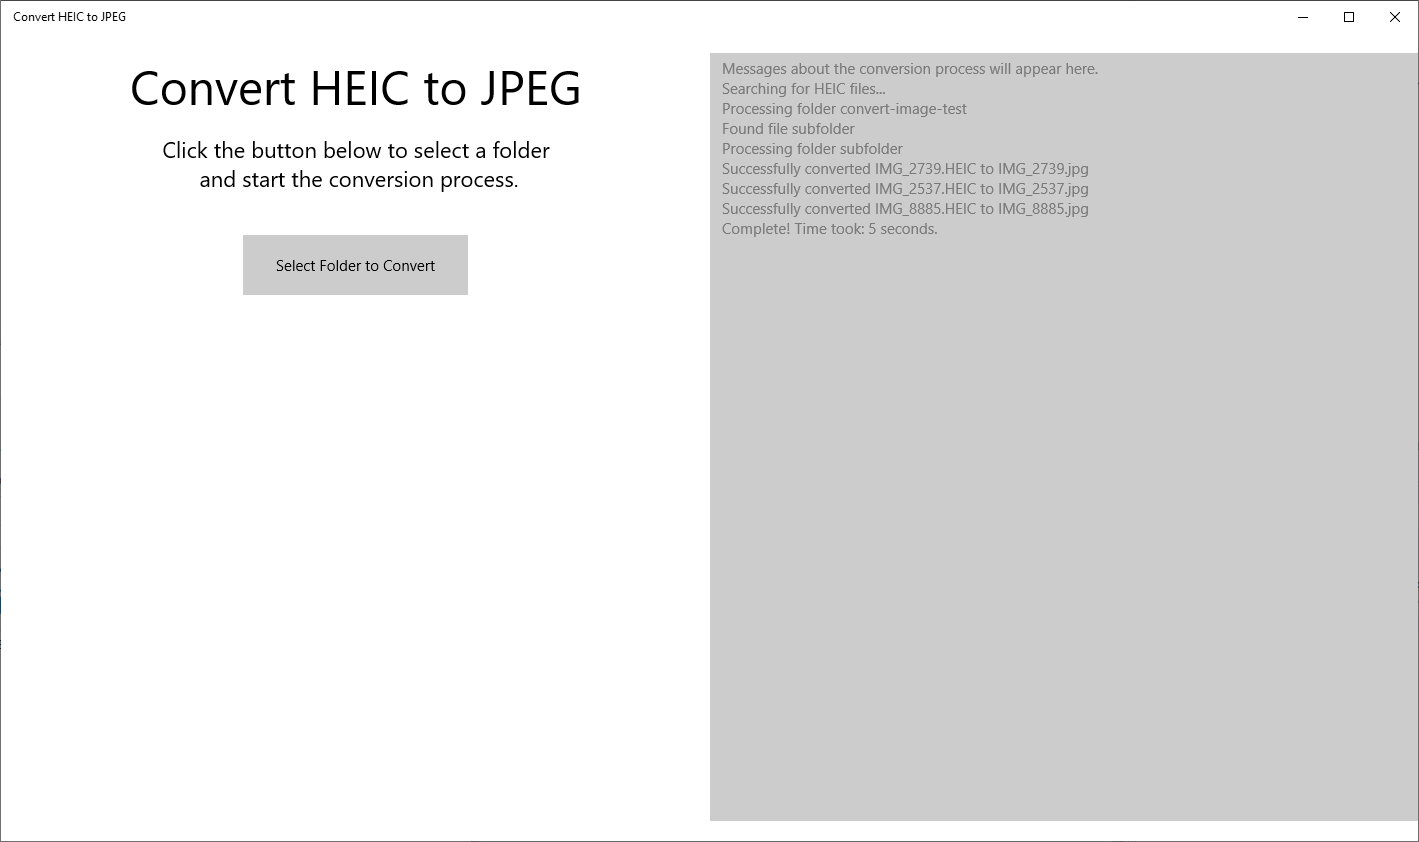 Convert HEIC to JPEG
Convert HEIC to JPEG
Click the button below to select a folder
and start the conversion process.
Select Folder to Convert
Messages about the conversion process will appear here.
Searching for HEIC files...
Processing folder convert-image-test
Found file subfolder
Processing folder subfolder
Successfully converted IMG_2739.HEIC to IMG_2739.jpg
Successfully converted IMG_2537.HEIC to IMG_2537.jpg
Successfully converted IMG_8885.HEIC to IMG_8885.jpg
Complete! Time took: 5 seconds.